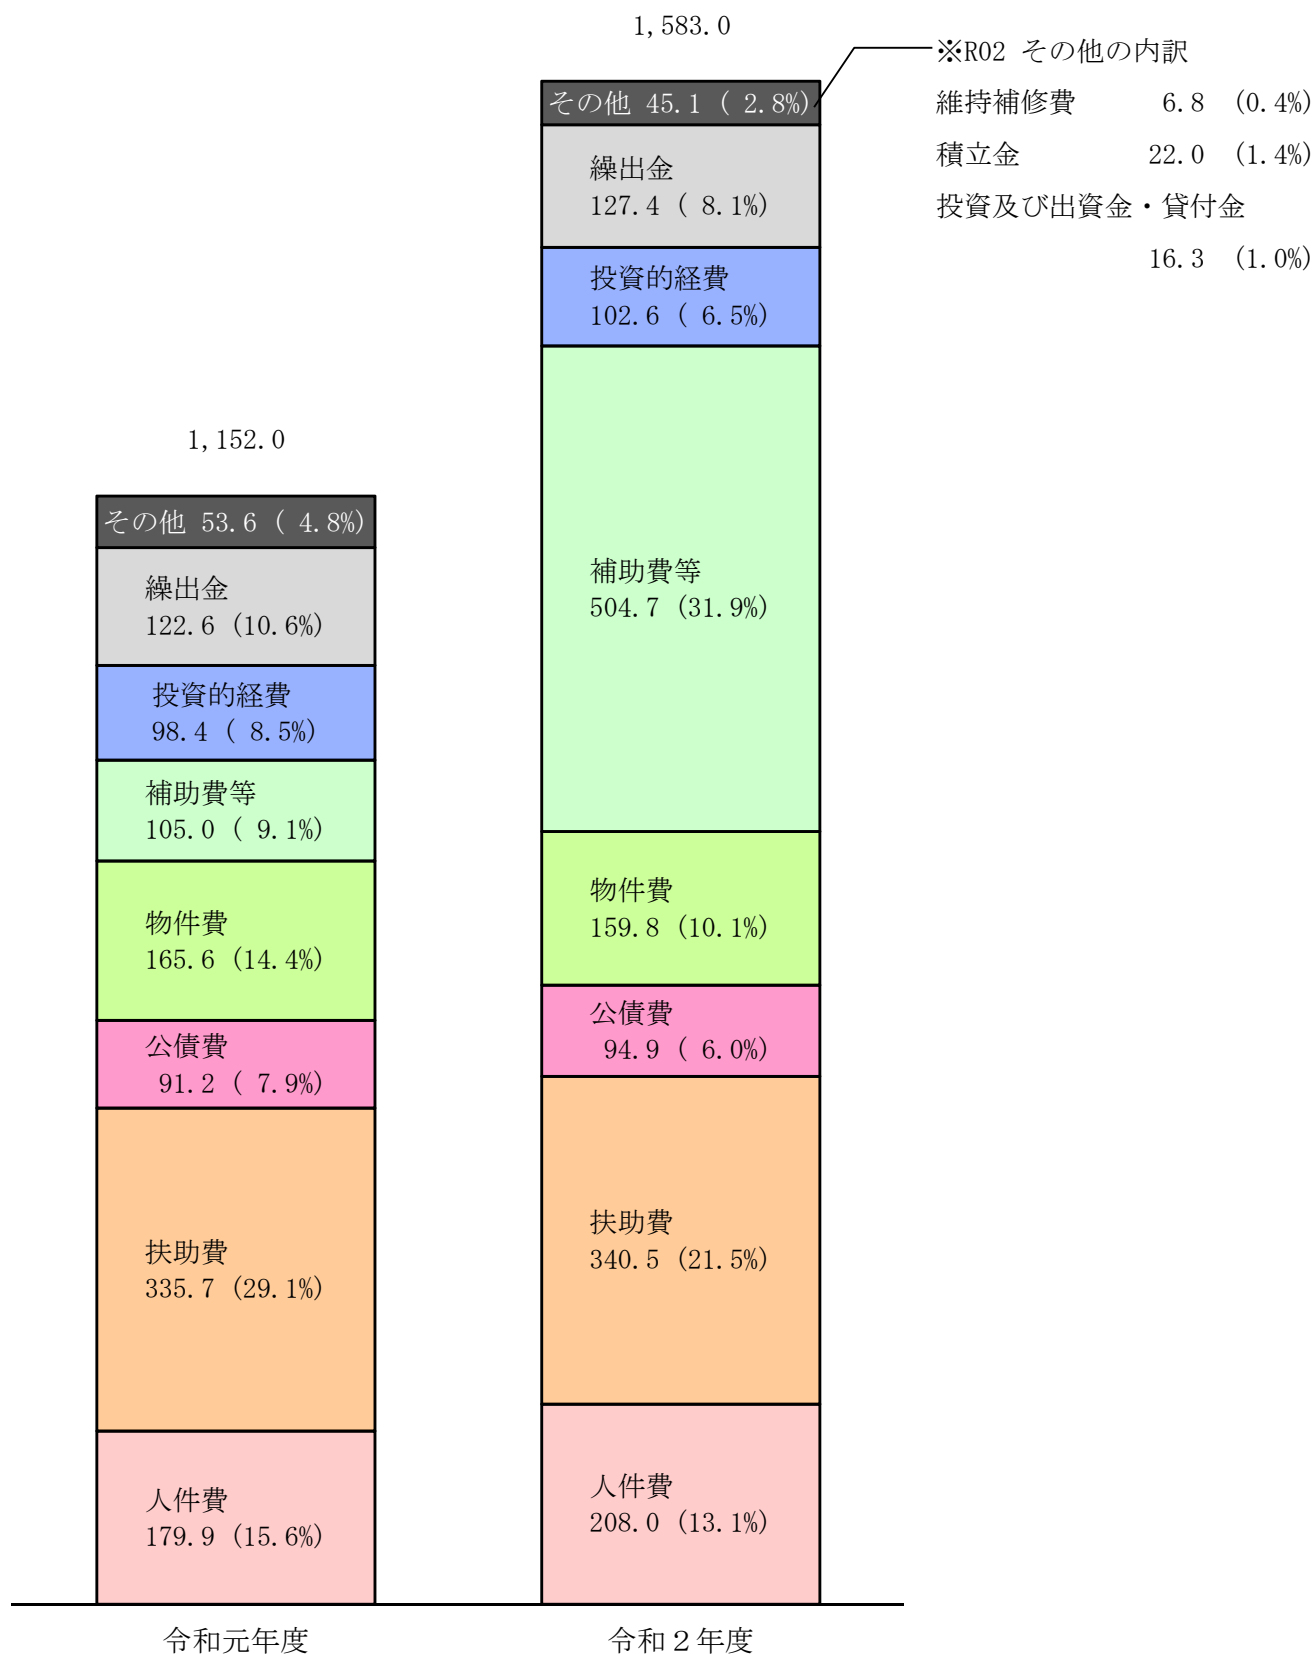 1,583.0
※R02 その他の内訳
維持補修費 6.8 (0.4%)
積立金 22.0 (1.4%)
投資及び出資金・貸付金
16.3 (1.0%)
その他 45.1 ( 2.8%)
繰出金
127.4 ( 8.1%)
投資的経費
102.6 ( 6.5%)
補助費等
504.7 (31.9%)
物件費
159.8 (10.1%)
公債費
94.9 ( 6.0%)
扶助費
340.5 (21.5%)
人件費
208.0 (13.1%)
令和２年度
1,152.0
その他 53.6 ( 4.8%)
繰出金
122.6 (10.6%)
投資的経費
98.4 ( 8.5%)
補助費等
105.0 ( 9.1%)
物件費
165.6 (14.4%)
公債費
91.2 ( 7.9%)
扶助費
335.7 (29.1%)
人件費
179.9 (15.6%)
令和元年度